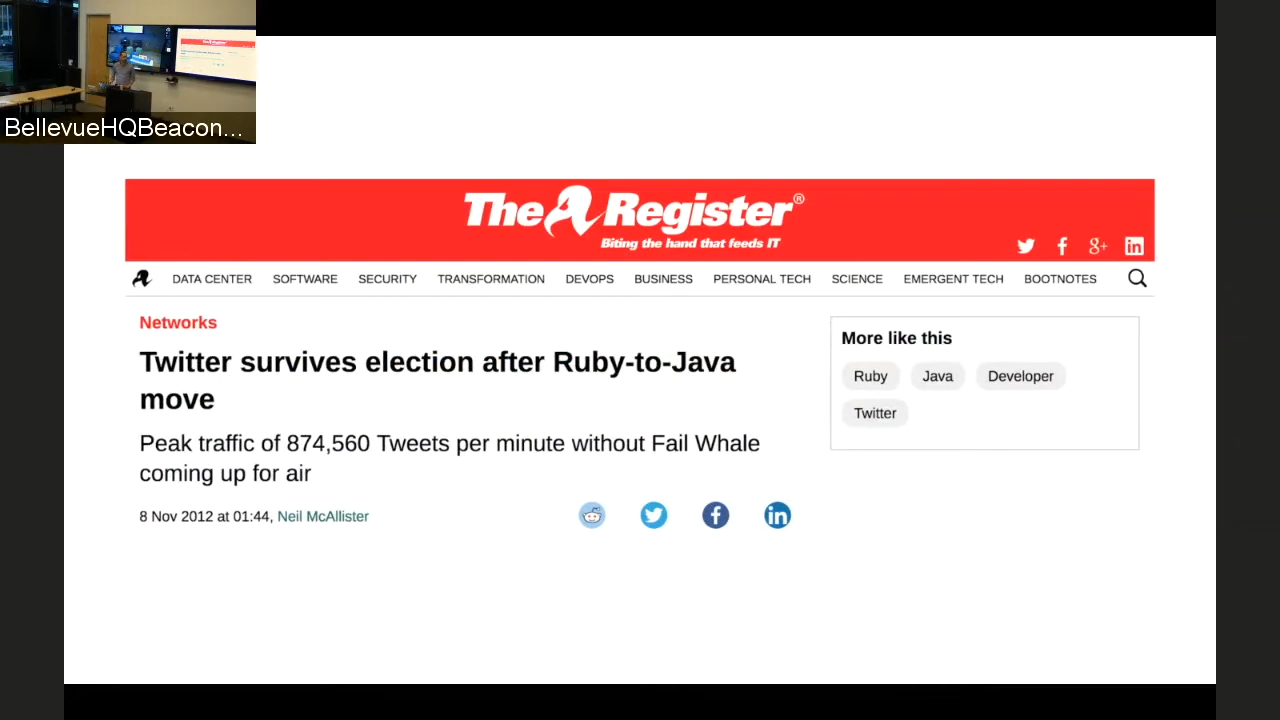 BellevueHQBeacon...
The Register®
Biting the hand that feeds IT
DATA CENTER SOFTWARE SECURITY TRANSFORMATION DEVOPS BUSINESS PERSONAL TECH SCIENCE EMERGENT TECH BOOTNOTES
Networks
Twitter survives election after Ruby-to-Java
move
Peak traffic of 874,560 Tweets per minute without Fail Whale
coming up for air
8 Nov 2012 at 01:44, Neil McAllister
More like this
Ruby Java Developer
Twitter